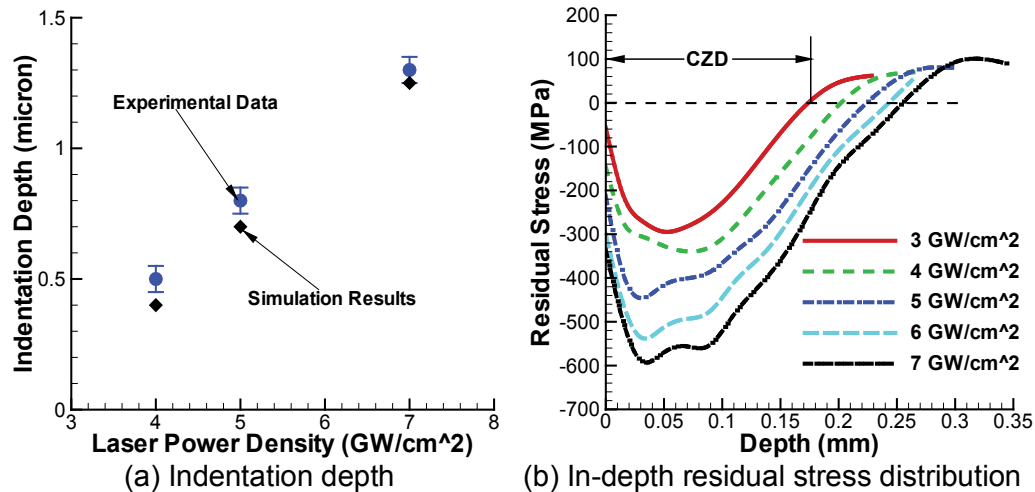 1.5
1
0.5
0
Indentation Depth (micron)
Experimental Data
Simulation Results
3 4 5 6 7 8
Laser Power Density (GW/cm^2)
(a) Indentation depth
200
100
0
-100
-200
-300
-400
-500
-600
-700
Residual Stress (MPa)
CZD
3 GW/cm^2
4 GW/cm^2
5 GW/cm^2
6 GW/cm^2
7 GW/cm^2
0 0.05 0.1 0.15 0.2 0.25 0.3 0.35
Depth (mm)
(b) In-depth residual stress distribution